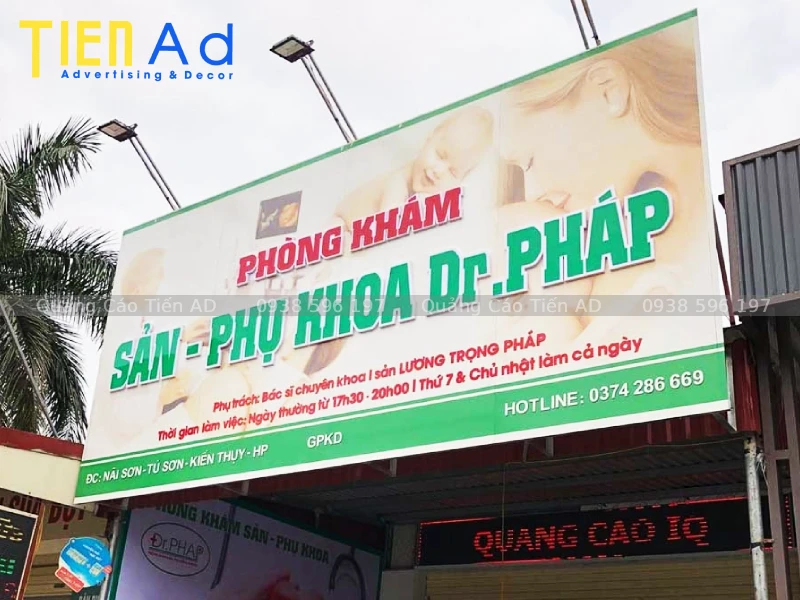 TIEN Ad
Advertising & Decor
PHÒNG KHÁM
SẢN - PHỤ KHOA Dr.PHÁP
Quảng Cáo Tiến AD 0938 596 197 Quảng Cáo Tiến AD 0938 596 197
Phụ trách: Bác sĩ chuyên khoa I sản LƯƠNG TRỌNG PHÁP
Thời gian làm việc: Ngày thường từ 17h30 - 20h00 I Thứ 7 & Chủ nhật làm cả ngày
ĐC: NÃI SƠN - TÚ SƠN - KIẾN THỤY - HP GPKD HOTLINE: 0374 286 669
PHÒNG KHÁM SẢN - PHỤ KHOA
Dr.PHÁP
QUANG CAO IQ